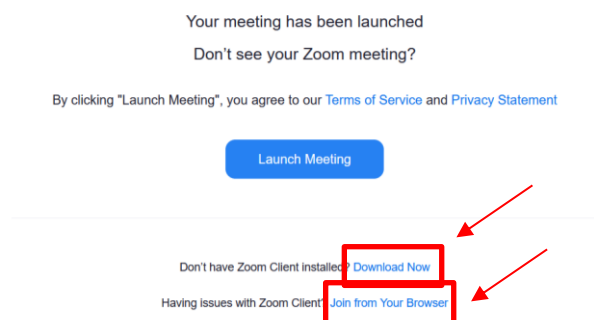 Your meeting has been launched
Don't see your Zoom meeting?
By clicking "Launch Meeting", you agree to our Terms of Service and Privacy Statement
Launch Meeting
Don't have Zoom Client installed? Download Now
Having issues with Zoom Client? Join from Your Browser